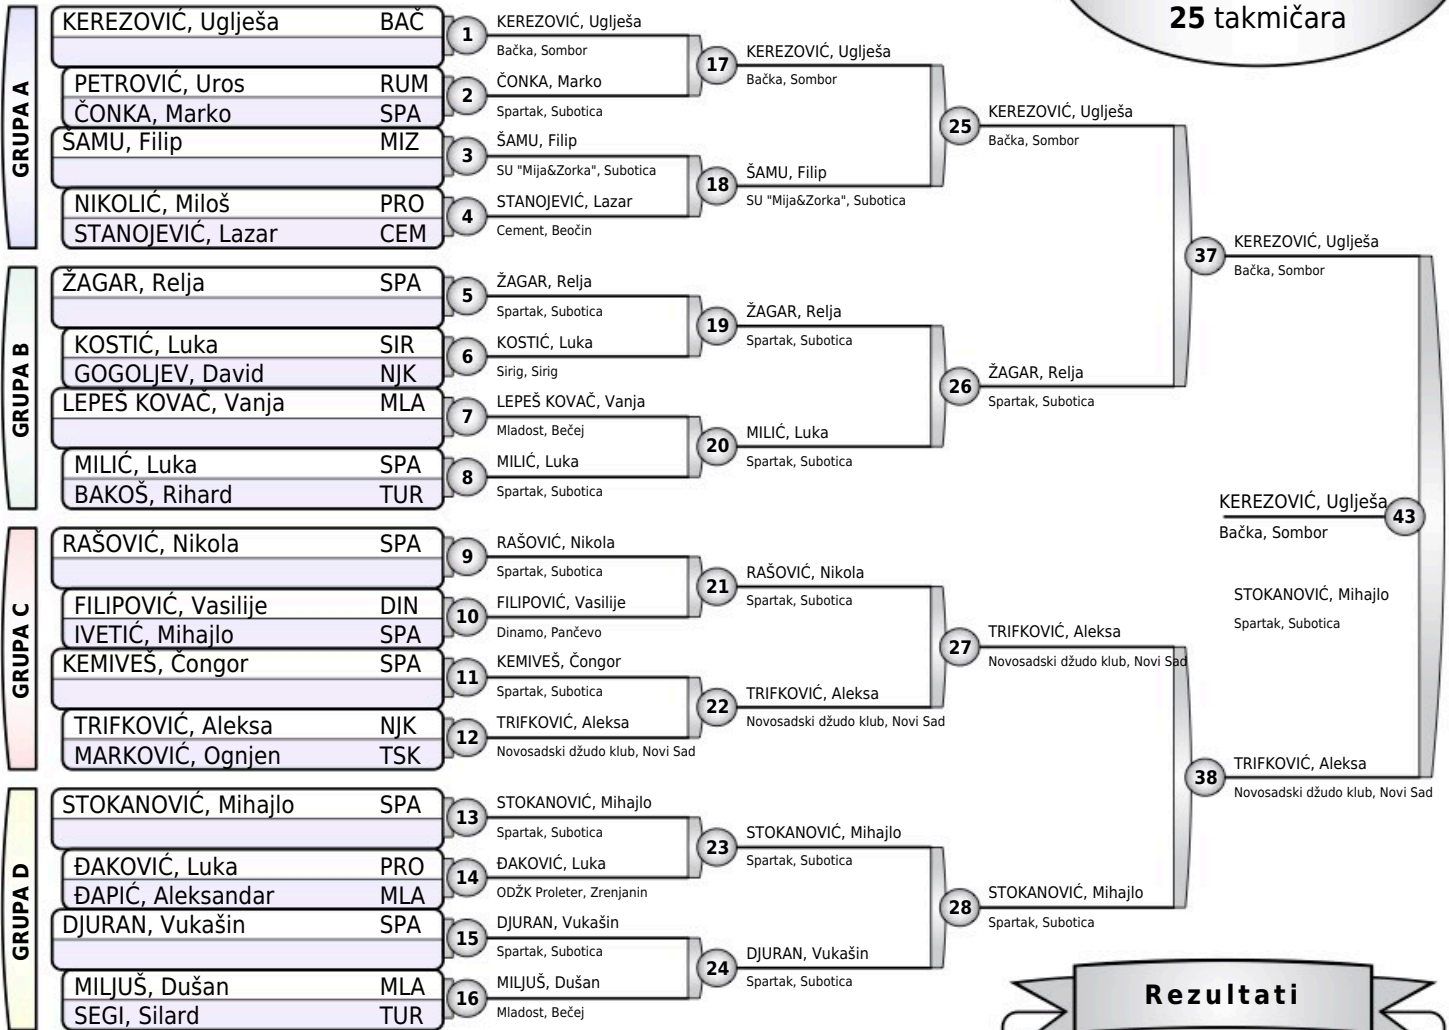 25 takmičara
GRUPA A
KEREZOVIĆ, Uglješa BAČ
PETROVIĆ, Uros RUM
ČONKA, Marko SPA
ŠAMU, Filip MIZ
NIKOLIĆ, Miloš PRO
STANOJEVIĆ, Lazar CEM
GRUPA B
ŽAGAR, Relja SPA
KOSTIĆ, Luka SIR
GOGOLJEV, David NJK
LEPEŠ KOVAČ, Vanja MLA
MILIĆ, Luka SPA
BAKOŠ, Rihard TUR
GRUPA C
RAŠOVIĆ, Nikola SPA
FILIPOVIĆ, Vasilije DIN
IVETIĆ, Mihajlo SPA
KEMIVEŠ, Čongor SPA
TRIFKOVIĆ, Aleksa NJK
MARKOVIĆ, Ognjen TSK
GRUPA D
STOKANOVIĆ, Mihajlo SPA
ĐAKOVIĆ, Luka PRO
ĐAPIĆ, Aleksandar MLA
DJURAN, Vukašin SPA
MILJUŠ, Dušan MLA
SEGI, Silard TUR
1 KEREZOVIĆ, Uglješa
Bačka, Sombor
2 ČONKA, Marko
Spartak, Subotica
3 ŠAMU, Filip
SU "Mija&Zorka", Subotica
4 STANOJEVIĆ, Lazar
Cement, Beočin
5 ŽAGAR, Relja
Spartak, Subotica
6 KOSTIĆ, Luka
Sirig, Sirig
7 LEPEŠ KOVAČ, Vanja
Mladost, Bečej
8 MILIĆ, Luka
Spartak, Subotica
9 RAŠOVIĆ, Nikola
Spartak, Subotica
10 FILIPOVIĆ, Vasilije
Dinamo, Pančevo
11 KEMIVEŠ, Čongor
Spartak, Subotica
12 TRIFKOVIĆ, Aleksa
Novosadski džudo klub, Novi Sad
13 STOKANOVIĆ, Mihajlo
Spartak, Subotica
14 ĐAKOVIĆ, Luka
ODŽK Proleter, Zrenjanin
15 DJURAN, Vukašin
Spartak, Subotica
16 MILJUŠ, Dušan
Mladost, Bečej
17 KEREZOVIĆ, Uglješa
Bačka, Sombor
18 ŠAMU, Filip
SU "Mija&Zorka", Subotica
19 ŽAGAR, Relja
Spartak, Subotica
20 MILIĆ, Luka
Spartak, Subotica
21 RAŠOVIĆ, Nikola
Spartak, Subotica
22 TRIFKOVIĆ, Aleksa
Novosadski džudo klub, Novi Sad
23 STOKANOVIĆ, Mihajlo
Spartak, Subotica
24 DJURAN, Vukašin
Spartak, Subotica
25 KEREZOVIĆ, Uglješa
Bačka, Sombor
26 ŽAGAR, Relja
Spartak, Subotica
27 TRIFKOVIĆ, Aleksa
Novosadski džudo klub, Novi Sad
28 STOKANOVIĆ, Mihajlo
Spartak, Subotica
37 KEREZOVIĆ, Uglješa
Bačka, Sombor
KEREZOVIĆ, Uglješa 43
Bačka, Sombor
STOKANOVIĆ, Mihajlo
Spartak, Subotica
38 TRIFKOVIĆ, Aleksa
Novosadski džudo klub, Novi Sad
Rezultati